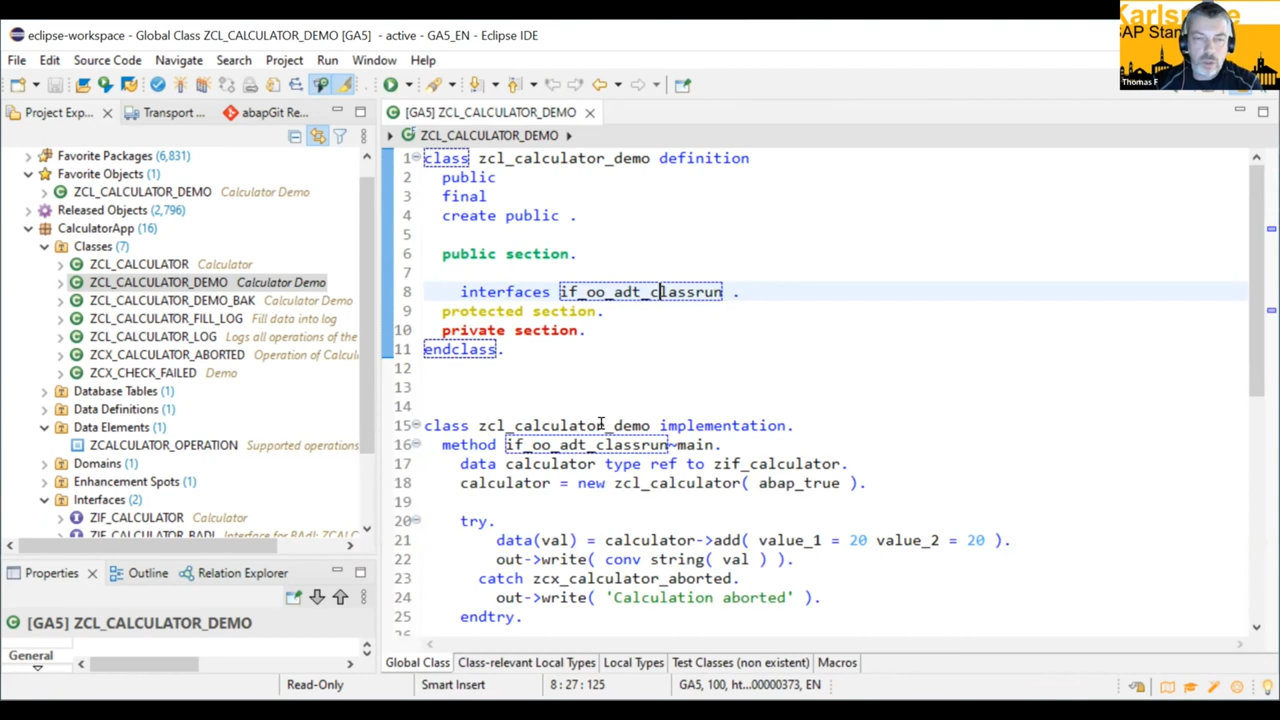 Karlsruhe
SAP Stam
Thomas F
eclipse-workspace - Global Class ZCL_CALCULATOR_DEMO [GA5] - active - GA5_EN - Eclipse IDE
File Edit Source Code Navigate Search Project Run Window Help
Project Exp... Transport ... abapGit Re...
[GA5] ZCL_CALCULATOR_DEMO
ZCL_CALCULATOR_DEMO
Favorite Packages (6,831)
Favorite Objects (1)
ZCL_CALCULATOR_DEMO Calculator Demo
Released Objects (2,796)
CalculatorApp (16)
Classes (7)
ZCL_CALCULATOR Calculator
ZCL_CALCULATOR_DEMO Calculator Demo
ZCL_CALCULATOR_DEMO_BAK Calculator Demo
ZCL_CALCULATOR_FILL_LOG Fill data into log
ZCL_CALCULATOR_LOG Logs all operations of the
ZCX_CALCULATOR_ABORTED Operation of Calcul
ZCX_CHECK_FAILED Demo
Database Tables (1)
Data Definitions (1)
Data Elements (1)
ZCALCULATOR_OPERATION Supported operations
Domains (1)
Enhancement Spots (1)
Interfaces (2)
ZIF_CALCULATOR Calculator
ZIF_CALCULATOR_BADI Interface for BAdI: ZCAL
1 class zcl_calculator_demo definition
2 public
3 final
4 create public .
5
6 public section.
7
8 interfaces if_oo_adt_classrun .
9 protected section.
10 private section.
11 endclass.
12
13
14
15 class zcl_calculator_demo implementation.
16 method if_oo_adt_classrun~main.
17 data calculator type ref to zif_calculator.
18 calculator = new zcl_calculator( abap_true ).
19
20 try.
21 data(val) = calculator->add( value_1 = 20 value_2 = 20 ).
22 out->write( conv string( val ) ).
23 catch zcx_calculator_aborted.
24 out->write( 'Calculation aborted' ).
25 endtry.
26
Properties Outline Relation Explorer
[GA5] ZCL_CALCULATOR_DEMO
General
Global Class Class-relevant Local Types Local Types Test Classes (non existent) Macros
Read-Only Smart Insert 8 : 27 : 125 GA5, 100, ht...00000373, EN